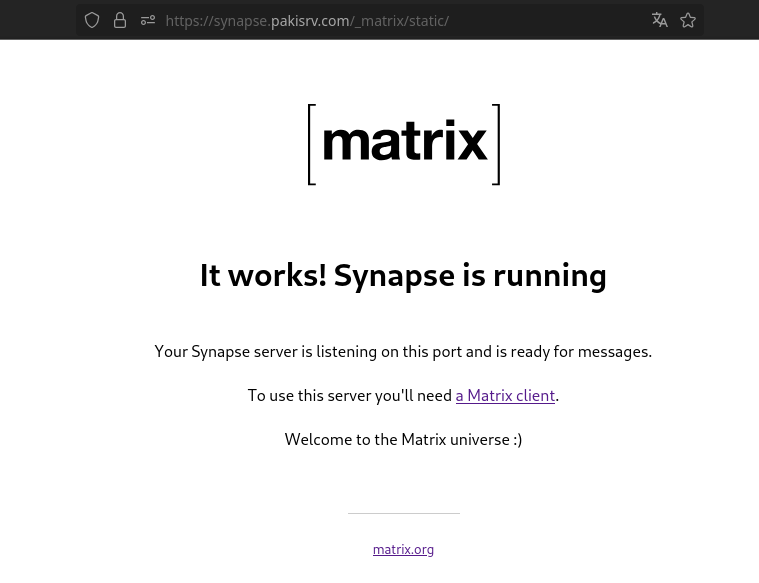 https://synapse.pakisrv.com/_matrix/static/
[matrix]
It works! Synapse is running
Your Synapse server is listening on this port and is ready for messages.
To use this server you'll need a Matrix client.
Welcome to the Matrix universe :)
matrix.org